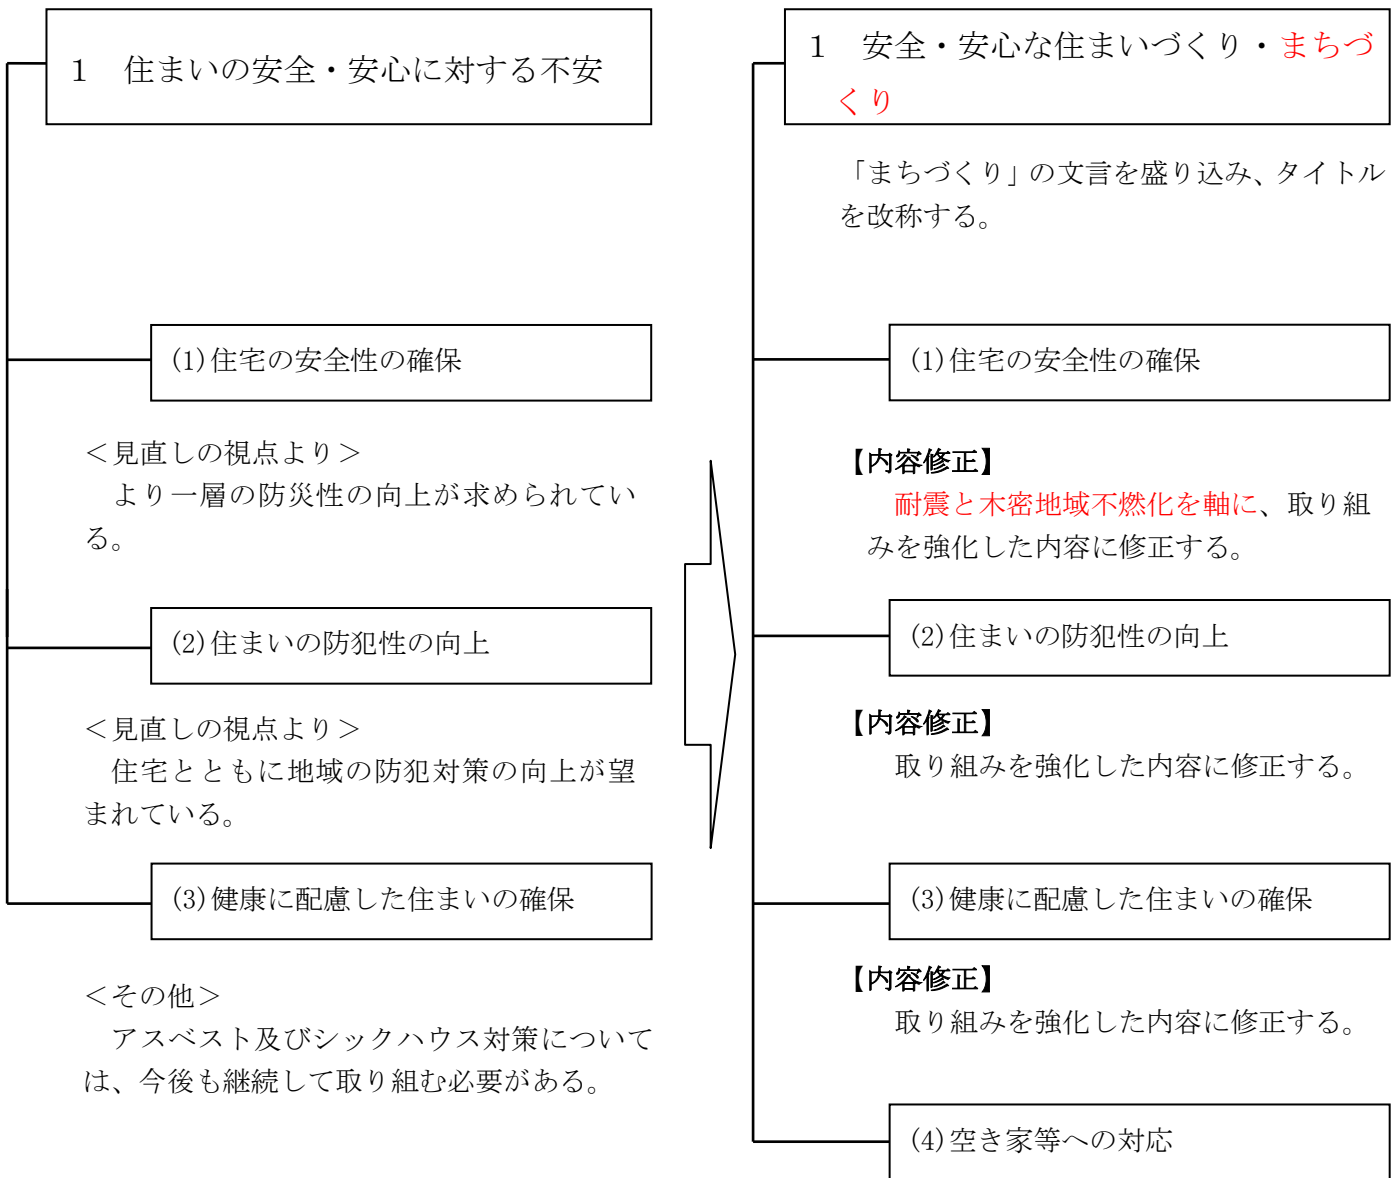 1　住まいの安全・安心に対する不安
(1)住宅の安全性の確保
＜見直しの視点より＞
より一層の防災性の向上が求められてい
る。
(2)住まいの防犯性の向上
＜見直しの視点より＞
住宅とともに地域の防犯対策の向上が望
まれている。
(3)健康に配慮した住まいの確保
＜その他＞
アスベスト及びシックハウス対策について
は、今後も継続して取り組む必要がある。
1　安全・安心な住まいづくり・まちづ
くり
「まちづくり」の文言を盛り込み、タイトル
を改称する。
(1)住宅の安全性の確保
【内容修正】
耐震と木密地域不燃化を軸に、取り組
みを強化した内容に修正する。
(2)住まいの防犯性の向上
【内容修正】
取り組みを強化した内容に修正する。
(3)健康に配慮した住まいの確保
【内容修正】
取り組みを強化した内容に修正する。
(4)空き家等への対応